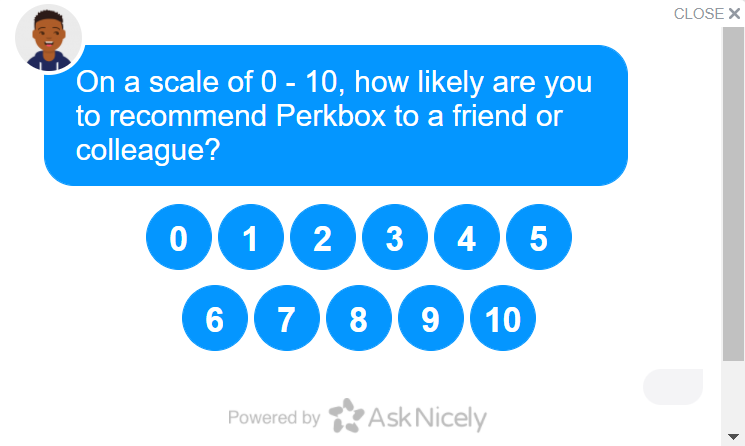 CLOSE ✕
On a scale of 0 - 10, how likely are you
to recommend Perkbox to a friend or
colleague?
0 1 2 3 4 5
6 7 8 9 10
Powered by AskNicely